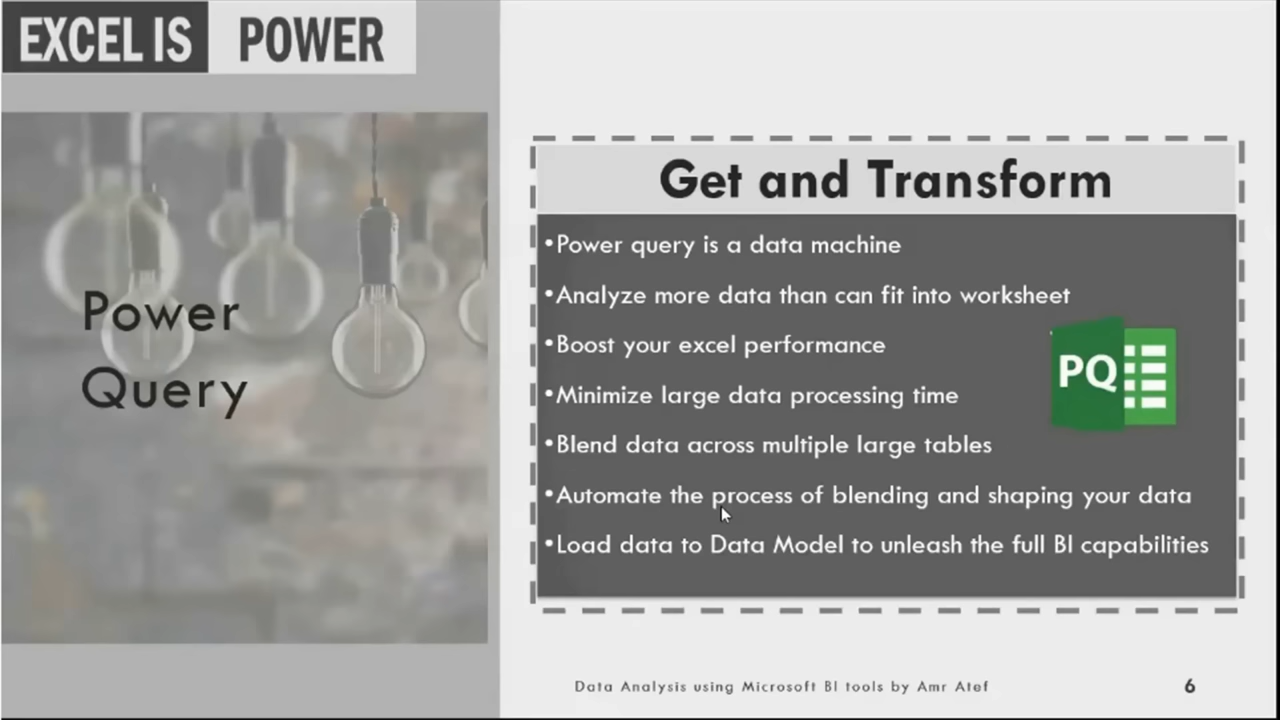 EXCEL IS POWER
Power
Query
Get and Transform
•Power query is a data machine
•Analyze more data than can fit into worksheet
•Boost your excel performance
•Minimize large data processing time
•Blend data across multiple large tables
•Automate the process of blending and shaping your data
•Load data to Data Model to unleash the full BI capabilities
PQ
Data Analysis using Microsoft BI tools by Amr Atef
6